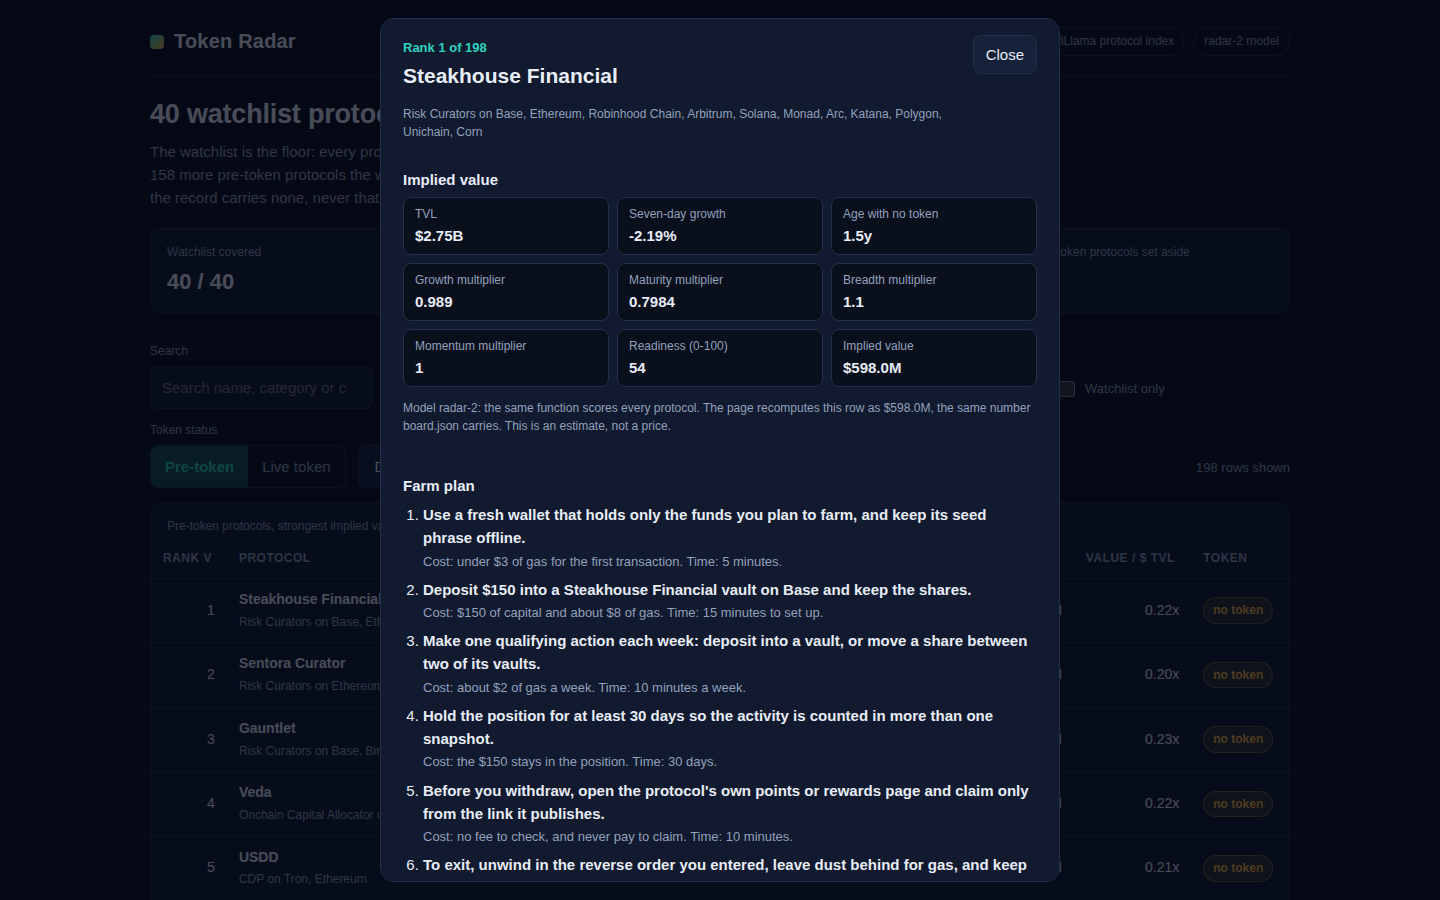 Token Radar
Llama protocol index
radar-2 model
40 watchlist
The watchlist is the floor: every
158 more pre-token protocols the
the record carries none, never that
Watchlist covered
40 / 40
protocols set aside
Search
Search name, category or c
Watchlist only
Token status
Pre-token
Live token
198 rows shown
Pre-token protocols, strongest implied
RANK V
PROTOCOL
VALUE / $ TVL
TOKEN
1
Steakhouse Financial
Risk Curators on Base,
0.22x
no token
2
Sentora Curator
Risk Curators on Ethereum
0.20x
no token
3
Gauntlet
Risk Curators on Base,
0.23x
no token
4
Veda
Onchain Capital Allocator
0.22x
no token
5
USDD
CDP on Tron, Ethereum
0.21x
no token
Rank 1 of 198
Close
Steakhouse Financial
Risk Curators on Base, Ethereum, Robinhood Chain, Arbitrum, Solana, Monad, Arc, Katana, Polygon,
Unichain, Corn
Implied value
TVL
$2.75B
Seven-day growth
-2.19%
Age with no token
1.5y
Growth multiplier
0.989
Maturity multiplier
0.7984
Breadth multiplier
1.1
Momentum multiplier
1
Readiness (0-100)
54
Implied value
$598.0M
Model radar-2: the same function scores every protocol. The page recomputes this row as $598.0M, the same number
board.json carries. This is an estimate, not a price.
Farm plan
1. Use a fresh wallet that holds only the funds you plan to farm, and keep its seed
phrase offline.
Cost: under $3 of gas for the first transaction. Time: 5 minutes.
2. Deposit $150 into a Steakhouse Financial vault on Base and keep the shares.
Cost: $150 of capital and about $8 of gas. Time: 15 minutes to set up.
3. Make one qualifying action each week: deposit into a vault, or move a share between
two of its vaults.
Cost: about $2 of gas a week. Time: 10 minutes a week.
4. Hold the position for at least 30 days so the activity is counted in more than one
snapshot.
Cost: the $150 stays in the position. Time: 30 days.
5. Before you withdraw, open the protocol's own points or rewards page and claim only
from the link it publishes.
Cost: no fee to check, and never pay to claim. Time: 10 minutes.
6. To exit, unwind in the reverse order you entered, leave dust behind for gas, and keep